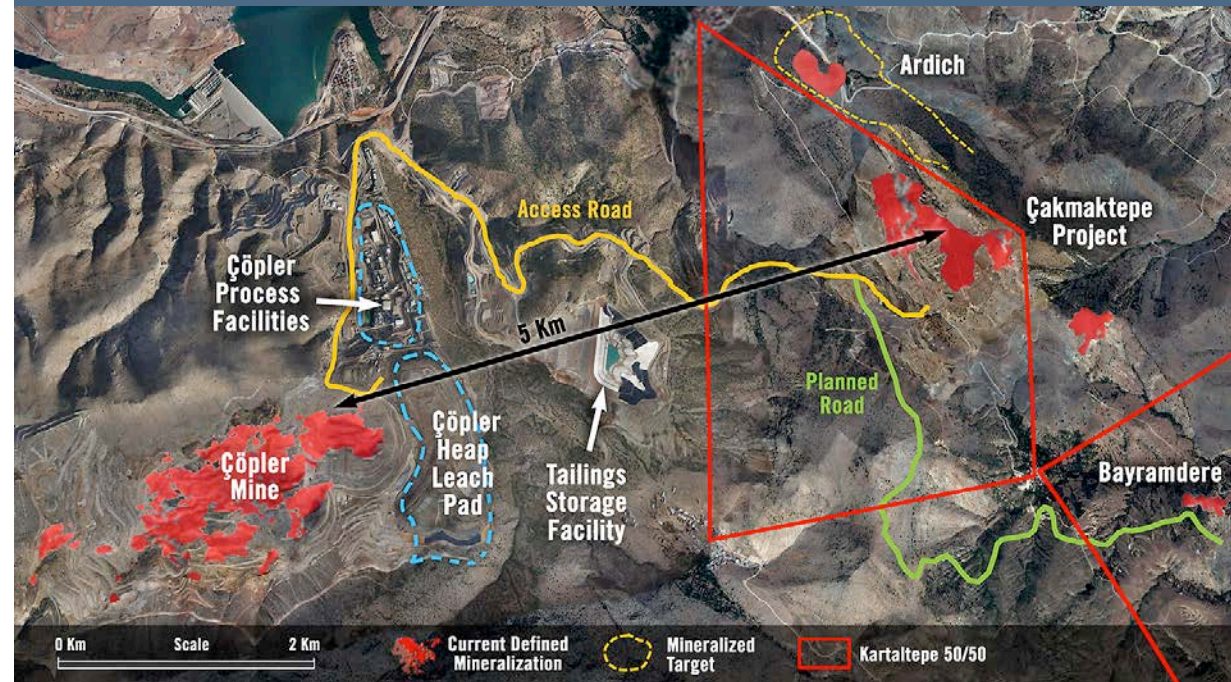 Ardich
Access Road
Çakmaktepe
Project
Çöpler
Process
Facilities
5 Km
Planned
Road
Çöpler
Mine
Çöpler
Heap
Leach
Pad
Tailings
Storage
Facility
Bayramdere
0 Km
Scale
2 Km
Current Defined
Mineralization
Mineralized
Target
Kartaltepe 50/50